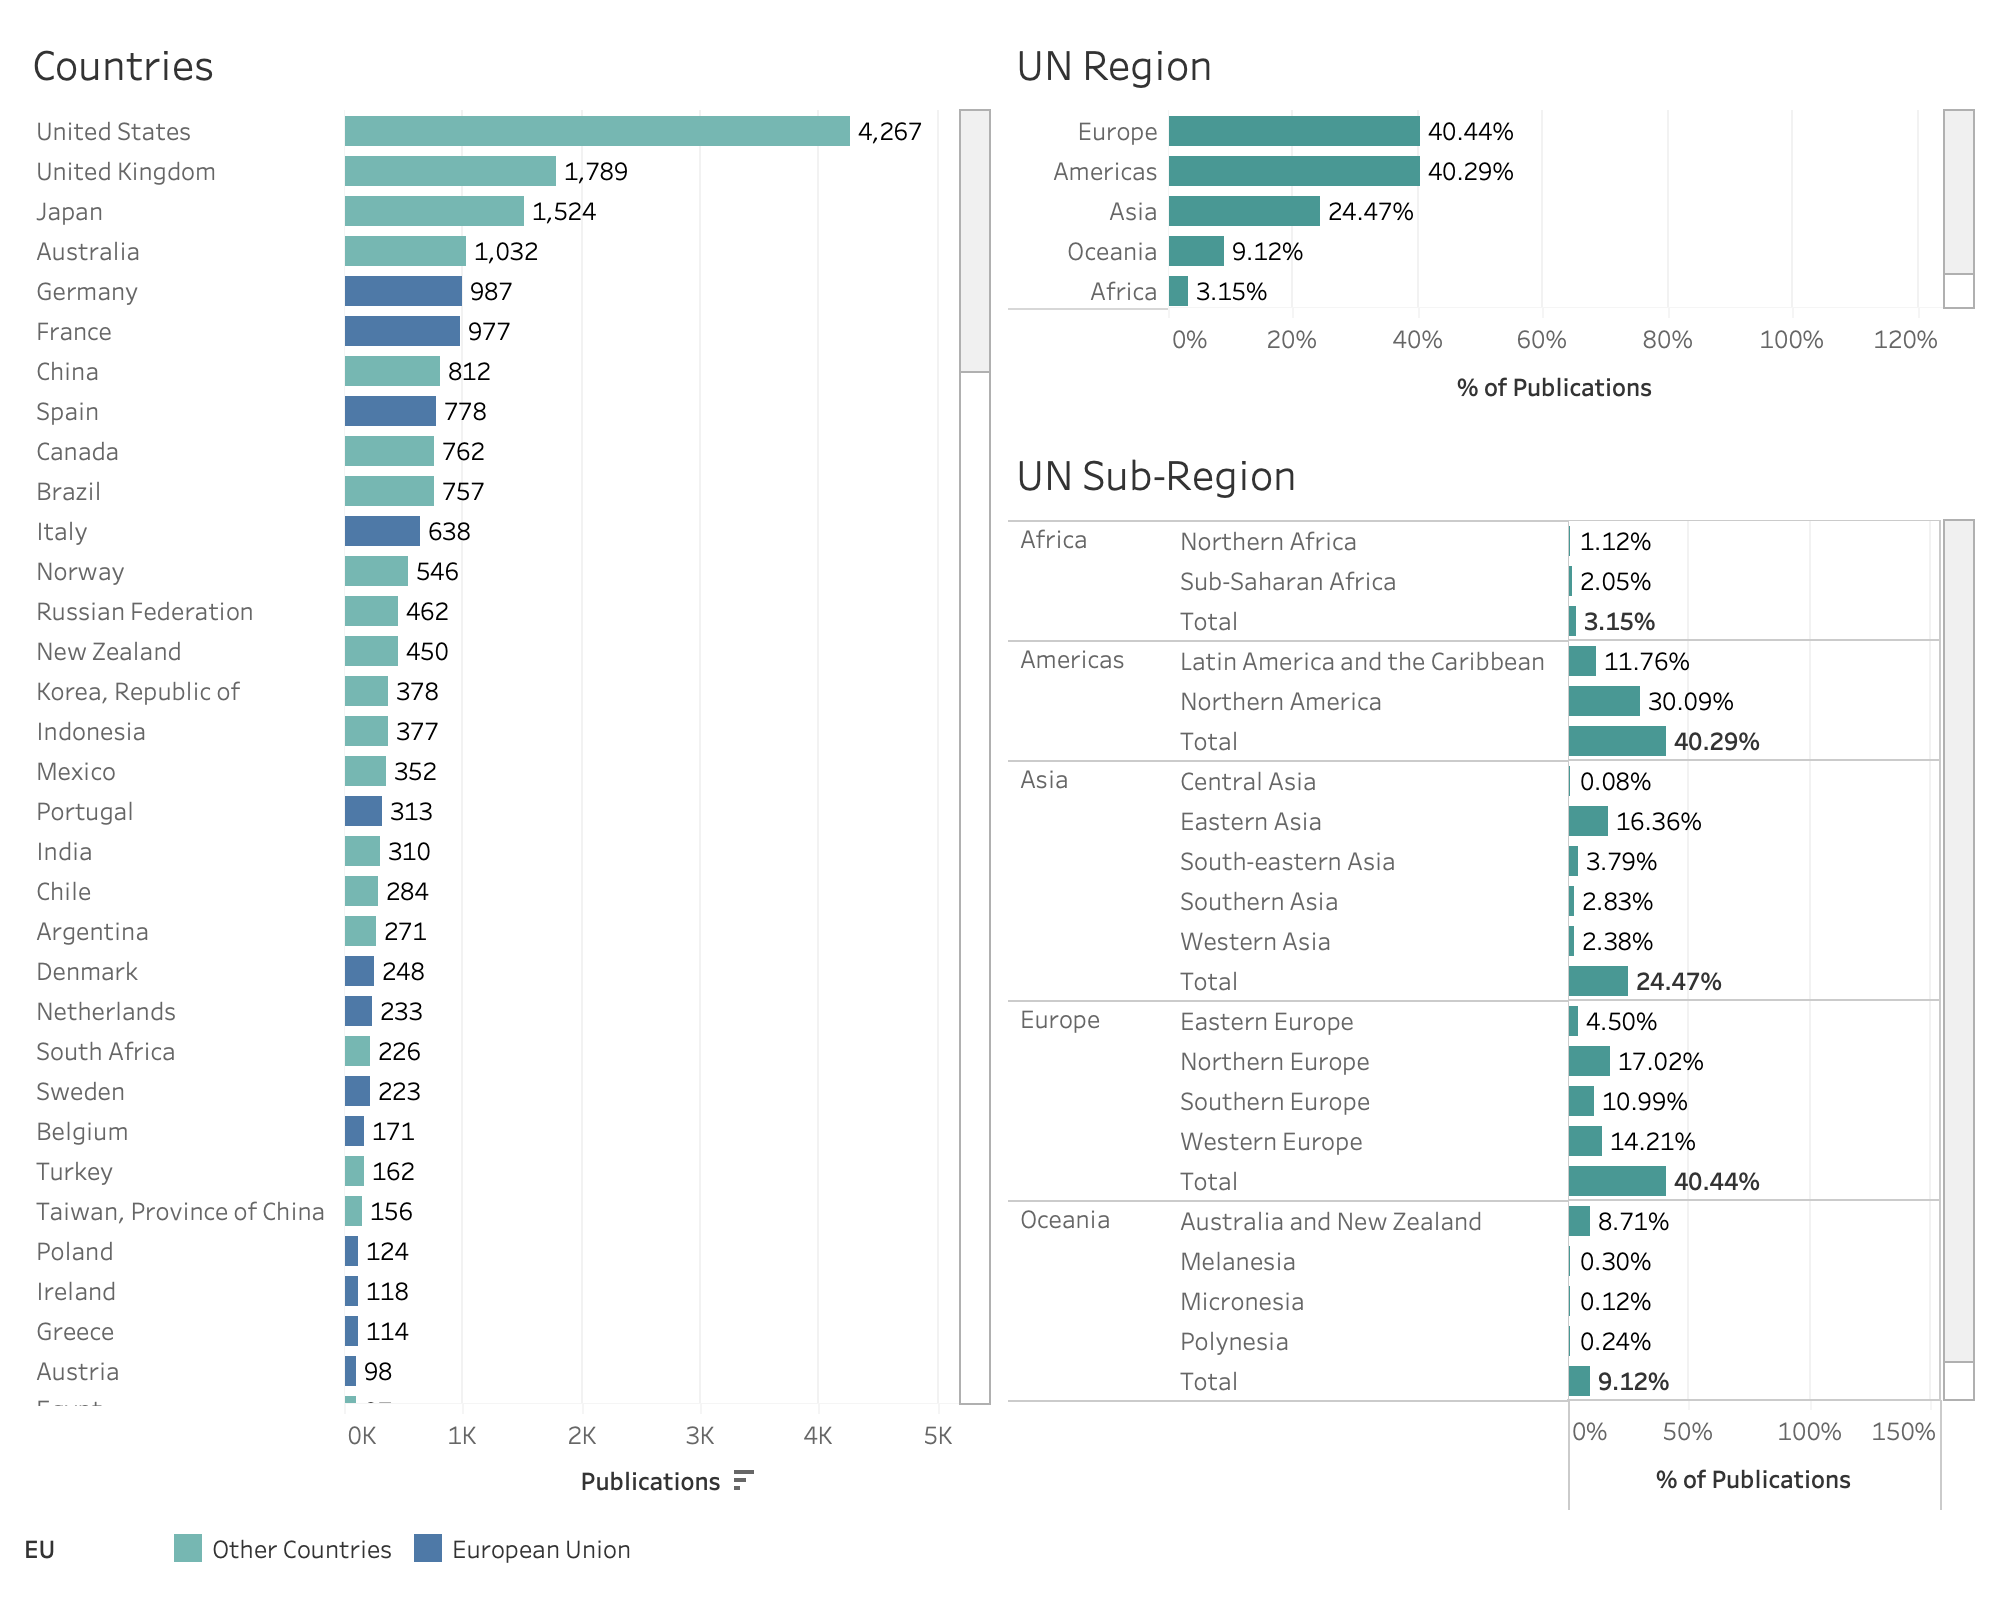 Countries
United States 4,267
United Kingdom 1,789
Japan 1,524
Australia 1,032
Germany 987
France 977
China 812
Spain 778
Canada 762
Brazil 757
Italy 638
Norway 546
Russian Federation 462
New Zealand 450
Korea, Republic of 378
Indonesia 377
Mexico 352
Portugal 313
India 310
Chile 284
Argentina 271
Denmark 248
Netherlands 233
South Africa 226
Sweden 223
Belgium 171
Turkey 162
Taiwan, Province of China 156
Poland 124
Ireland 118
Greece 114
Austria 98
0K 1K 2K 3K 4K 5K
Publications
EU Other Countries European Union
UN Region
Europe 40.44%
Americas 40.29%
Asia 24.47%
Oceania 9.12%
Africa 3.15%
0% 20% 40% 60% 80% 100% 120%
% of Publications
UN Sub-Region
Africa Northern Africa 1.12%
Sub-Saharan Africa 2.05%
Total 3.15%
Americas Latin America and the Caribbean 11.76%
Northern America 30.09%
Total 40.29%
Asia Central Asia 0.08%
Eastern Asia 16.36%
South-eastern Asia 3.79%
Southern Asia 2.83%
Western Asia 2.38%
Total 24.47%
Europe Eastern Europe 4.50%
Northern Europe 17.02%
Southern Europe 10.99%
Western Europe 14.21%
Total 40.44%
Oceania Australia and New Zealand 8.71%
Melanesia 0.30%
Micronesia 0.12%
Polynesia 0.24%
Total 9.12%
0% 50% 100% 150%
% of Publications